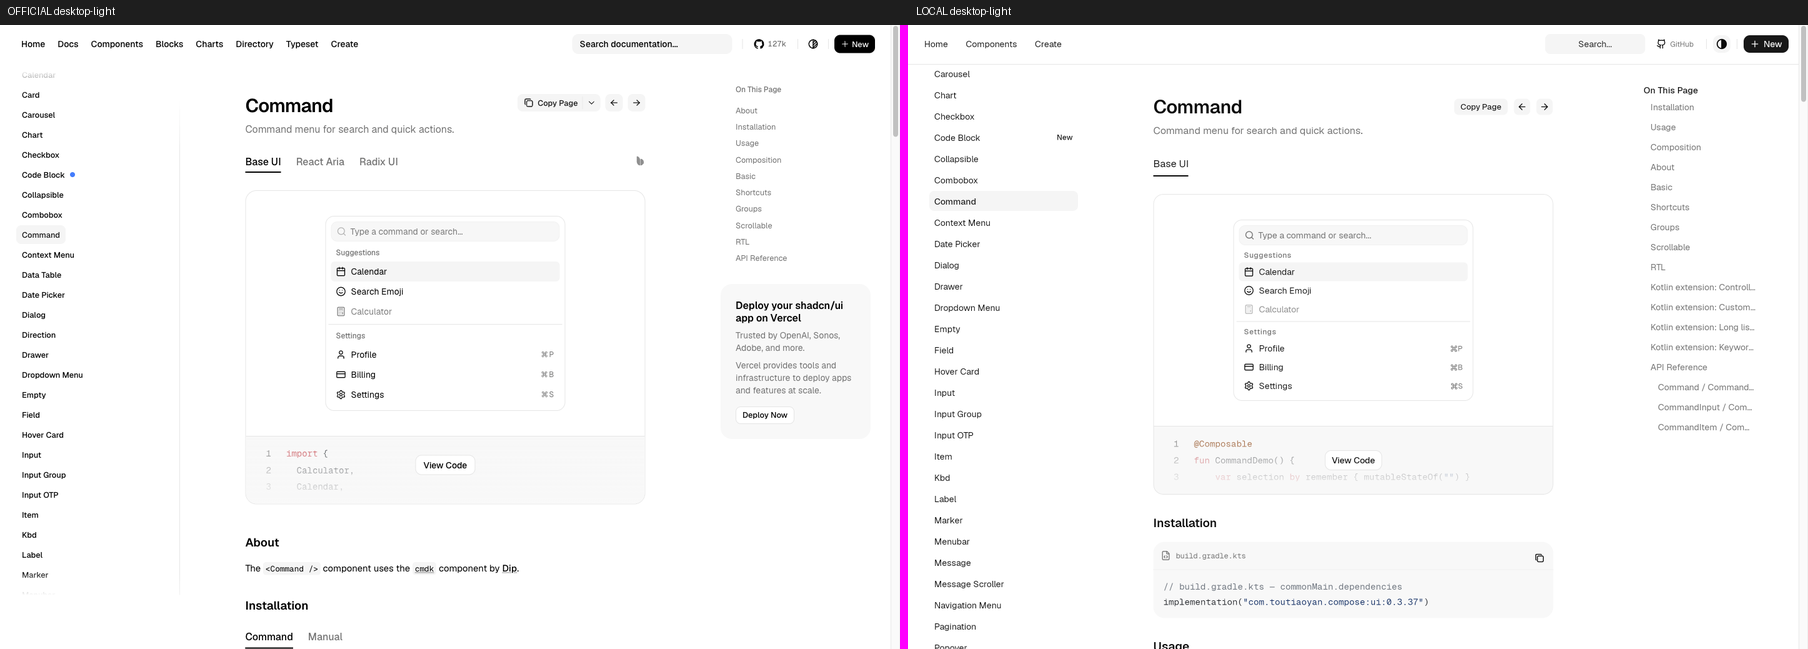 OFFICIAL desktop-light
Home Docs Components Blocks Charts Directory Typeset Create
Search documentation...
127k
New
Calendar
Card
Carousel
Chart
Checkbox
Code Block
Collapsible
Combobox
Command
Context Menu
Data Table
Date Picker
Dialog
Direction
Drawer
Dropdown Menu
Empty
Field
Hover Card
Input
Input Group
Input OTP
Item
Kbd
Label
Marker
Command
Copy Page
Command menu for search and quick actions.
Base UI React Aria Radix UI
Type a command or search...
Suggestions
Calendar
Search Emoji
Calculator
Settings
Profile ⌘P
Billing ⌘B
Settings ⌘S
1 import {
2 Calculator,
3 Calendar,
View Code
About
The <Command /> component uses the cmdk component by Dip.
Installation
Command Manual
On This Page
About
Installation
Usage
Composition
Basic
Shortcuts
Groups
Scrollable
RTL
API Reference
Deploy your shadcn/ui
app on Vercel
Trusted by OpenAI, Sonos,
Adobe, and more.
Vercel provides tools and
infrastructure to deploy apps
and features at scale.
Deploy Now
LOCAL desktop-light
Home Components Create
Search...
GitHub
New
Carousel
Chart
Checkbox
Code Block New
Collapsible
Combobox
Command
Context Menu
Date Picker
Dialog
Drawer
Dropdown Menu
Empty
Field
Hover Card
Input
Input Group
Input OTP
Item
Kbd
Label
Marker
Menubar
Message
Message Scroller
Navigation Menu
Pagination
Popover
Command
Copy Page
Command menu for search and quick actions.
Base UI
Type a command or search...
Suggestions
Calendar
Search Emoji
Calculator
Settings
Profile ⌘P
Billing ⌘B
Settings ⌘S
1 @Composable
2 fun CommandDemo() {
3 var selection by remember { mutableStateOf("") }
View Code
Installation
build.gradle.kts
// build.gradle.kts — commonMain.dependencies
implementation("com.toutiaoyan.compose:ui:0.3.37")
Usage
On This Page
Installation
Usage
Composition
About
Basic
Shortcuts
Groups
Scrollable
RTL
Kotlin extension: Controll...
Kotlin extension: Custom...
Kotlin extension: Long lis...
Kotlin extension: Keywor...
API Reference
Command / Command...
CommandInput / Com...
CommandItem / Com...